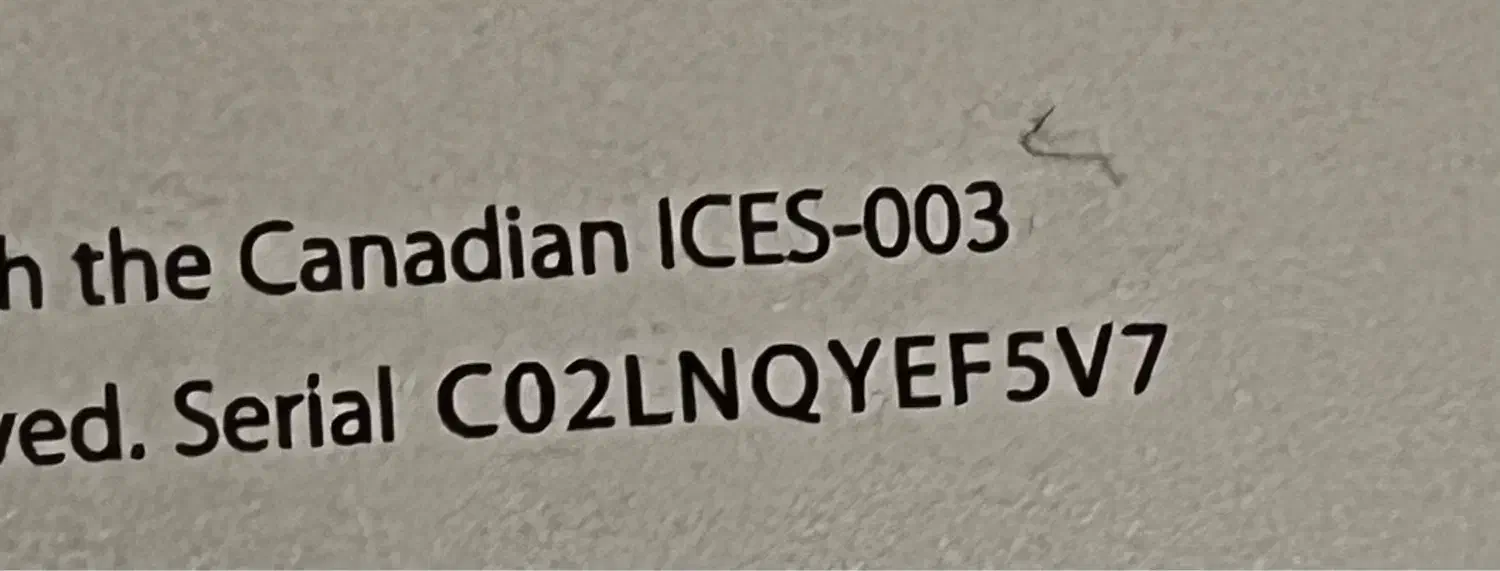 h the Canadian ICES-003
ved. Serial C02LNQYEF5V7